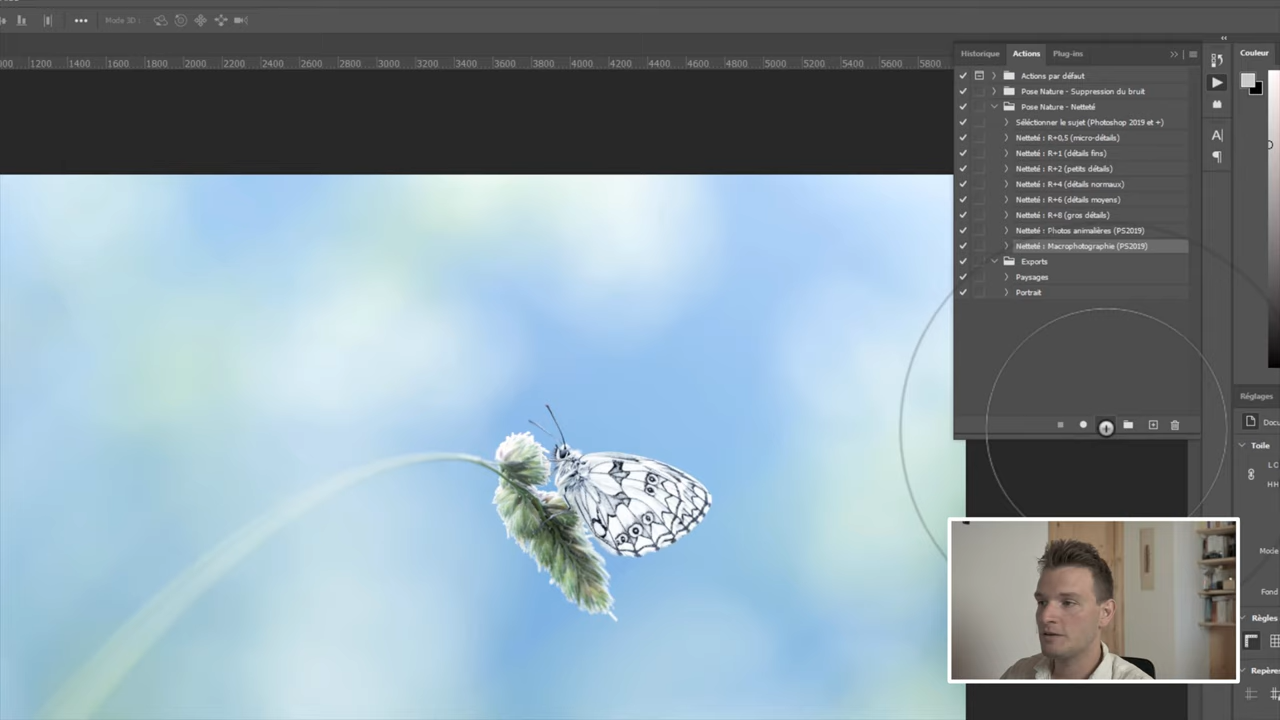 Mode 3D :
1200 1400 1600 1800 2000 2200 2400 2600 2800 3000 3200 3400 3600 3800 4000 4200 4400 4600 4800 5000 5200 5400 5600 5800
Historique Actions Plug-ins
Couleur
Actions par défaut
Pose Nature - Suppression du bruit
Pose Nature - Netteté
Séléctionner le sujet (Photoshop 2019 et +)
Netteté : R+0,5 (micro-détails)
Netteté : R+1 (détails fins)
Netteté : R+2 (petits détails)
Netteté : R+4 (détails normaux)
Netteté : R+6 (détails moyens)
Netteté : R+8 (gros détails)
Netteté : Photos animalières (PS2019)
Netteté : Macrophotographie (PS2019)
Exports
Paysages
Portrait
Réglages
Docu
Toile
LC
HH
Mode
Fond
Règles
Repères